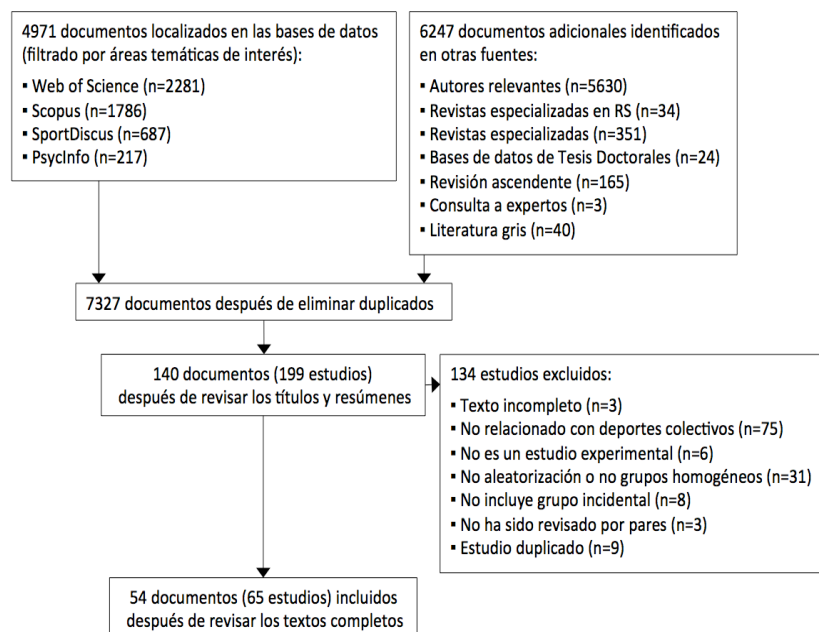 4971 documentos localizados en las bases de datos
(filtrado por áreas temáticas de interés):
▪ Web of Science (n=2281)
▪ Scopus (n=1786)
▪ SportDiscus (n=687)
▪ PsycInfo (n=217)
6247 documentos adicionales identificados
en otras fuentes:
▪ Autores relevantes (n=5630)
▪ Revistas especializadas en RS (n=34)
▪ Revistas especializadas (n=351)
▪ Bases de datos de Tesis Doctorales (n=24)
▪ Revisión ascendente (n=165)
▪ Consulta a expertos (n=3)
▪ Literatura gris (n=40)
7327 documentos después de eliminar duplicados
140 documentos (199 estudios)
después de revisar los títulos y resúmenes
134 estudios excluidos:
▪ Texto incompleto (n=3)
▪ No relacionado con deportes colectivos (n=75)
▪ No es un estudio experimental (n=6)
▪ No aleatorización o no grupos homogéneos (n=31)
▪ No incluye grupo incidental (n=8)
▪ No ha sido revisado por pares (n=3)
▪ Estudio duplicado (n=9)
54 documentos (65 estudios) incluidos
después de revisar los textos completos